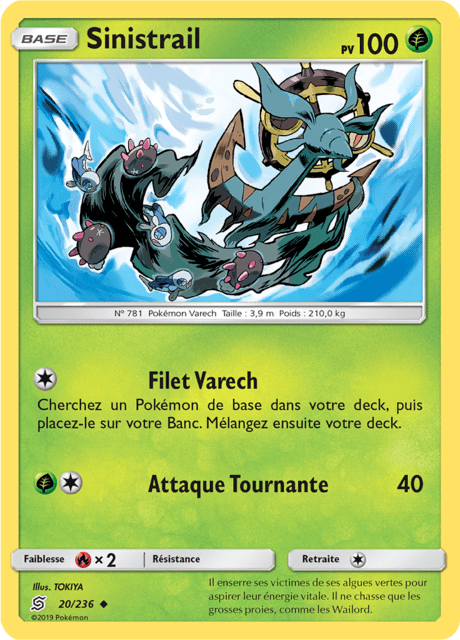 BASE Sinistrail PV 100
N° 781 Pokémon Varech Taille : 3,9 m Poids : 210,0 kg
Filet Varech
Cherchez un Pokémon de base dans votre deck, puis
placez-le sur votre Banc. Mélangez ensuite votre deck.
Attaque Tournante 40
Faiblesse × 2 Résistance Retraite
Illus. TOKIYA
20/236
©2019 Pokémon
Il enserre ses victimes de ses algues vertes pour
aspirer leur énergie vitale. Il ne chasse que les
grosses proies, comme les Wailord.